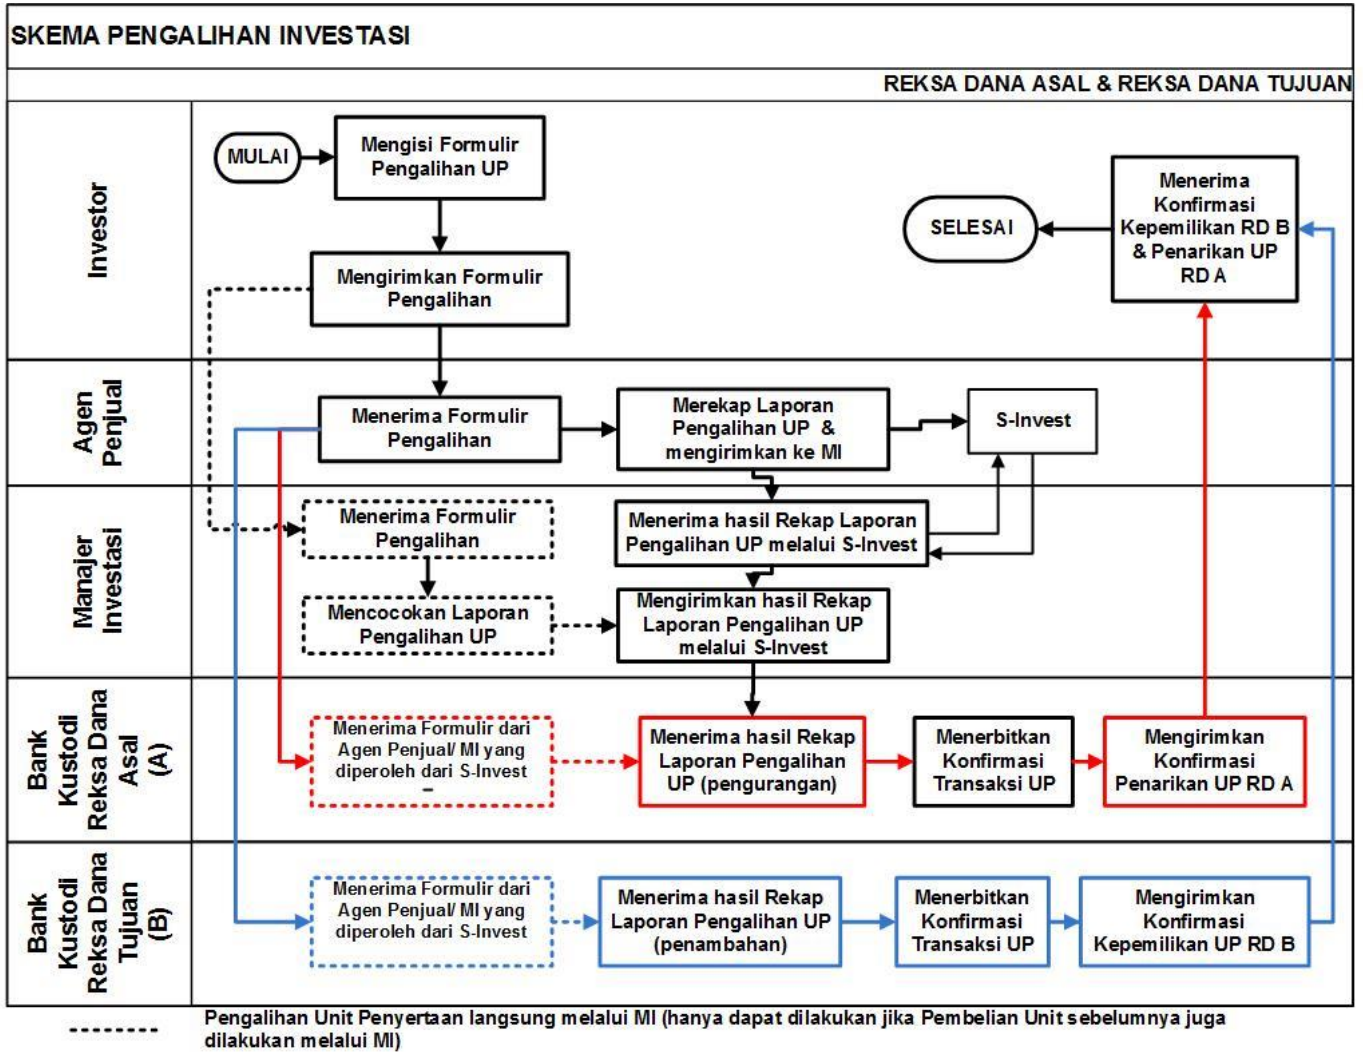 SKEMA PENGALIHAN INVESTASI
REKSA DANA ASAL & REKSA DANA TUJUAN
Investor
MULAI
Mengisi Formulir
Pengalihan UP
Mengirimkan Formulir
Pengalihan
SELESAI
Menerima
Konfirmasi
Kepemilikan RD B
& Penarikan UP
RD A
Agen
Penjual
Menerima Formulir
Pengalihan
Merekap Laporan
Pengalihan UP &
mengirimkan ke MI
S-Invest
Manajer
Investasi
Menerima Formulir
Pengalihan
Menerima hasil Rekap Laporan
Pengalihan UP melalui S-Invest
Mencocokan Laporan
Pengalihan UP
Mengirimkan hasil Rekap
Laporan Pengalihan UP
melalui S-Invest
Bank
Kustodi
Reksa Dana
Asal
(A)
Menerima Formulir dari
Agen Penjual/ MI yang
diperoleh dari S-Invest
–
Menerima hasil Rekap
Laporan Pengalihan
UP (pengurangan)
Menerbitkan
Konfirmasi
Transaksi UP
Mengirimkan
Konfirmasi
Penarikan UP RD A
Bank
Kustodi
Reksa Dana
Tujuan
(B)
Menerima Formulir dari
Agen Penjual/ MI yang
diperoleh dari S-Invest
Menerima hasil Rekap
Laporan Pengalihan UP
(penambahan)
Menerbitkan
Konfirmasi
Transaksi UP
Mengirimkan
Konfirmasi
Kepemilikan UP RD B
Pengalihan Unit Penyertaan langsung melalui MI (hanya dapat dilakukan jika Pembelian Unit sebelumnya juga
dilakukan melalui MI)